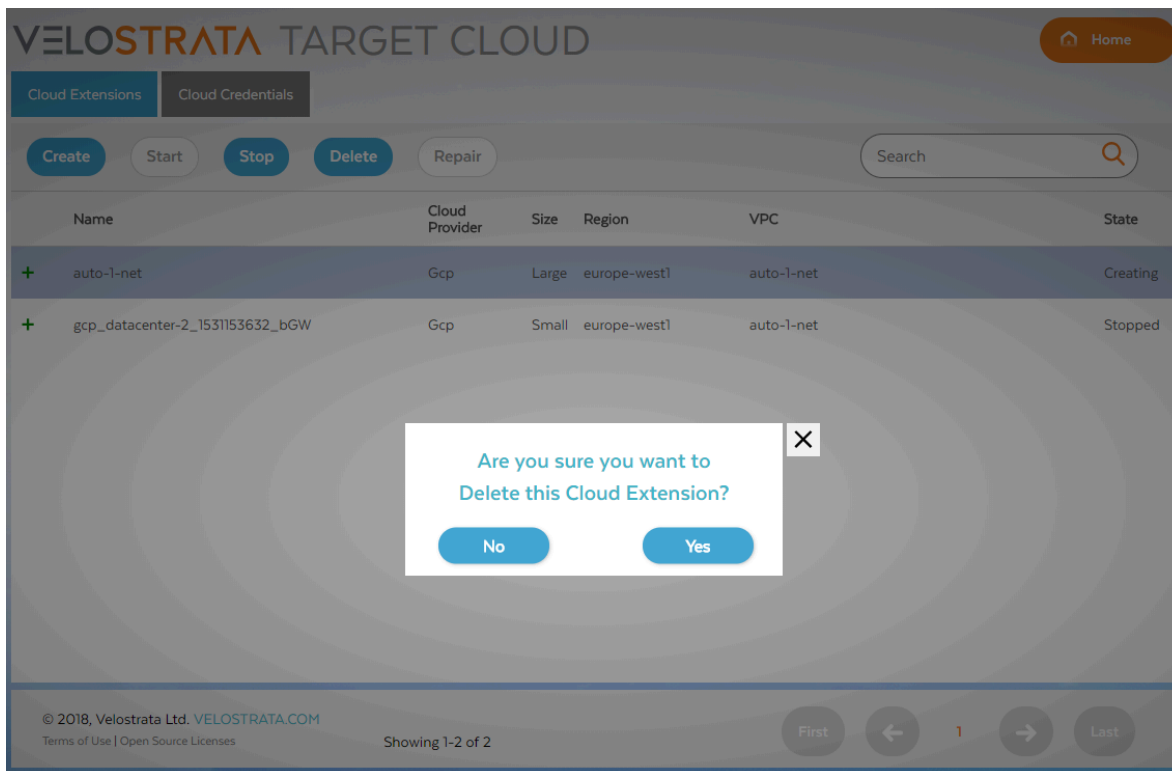 VELOSTRATA TARGET CLOUD
Home
Cloud Extensions Cloud Credentials
Create Start Stop Delete Repair Search
Name Cloud Provider Size Region VPC State
+ auto-1-net Gcp Large europe-west1 auto-1-net Creating
+ gcp_datacenter-2_1531153632_bGW Gcp Small europe-west1 auto-1-net Stopped
Are you sure you want to
Delete this Cloud Extension?
No Yes
© 2018, Velostrata Ltd. VELOSTRATA.COM
Terms of Use | Open Source Licenses
Showing 1-2 of 2
First 1 Last